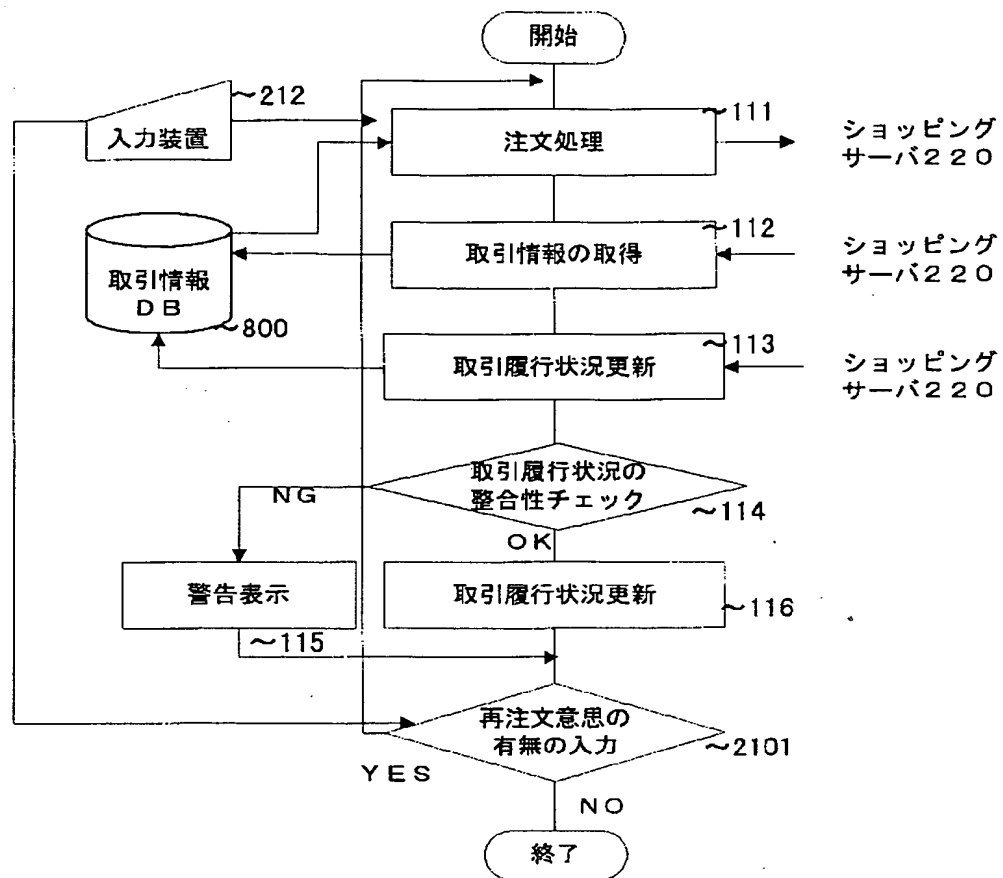 開始
~212
入力装置
~111
注文処理
ショッピング
サーバ220
~112
取引情報の取得
ショッピング
サーバ220
取引情報
DB
~800
~113
取引履行状況更新
ショッピング
サーバ220
取引履行状況の
整合性チェック
NG
~114
OK
警告表示
~115
取引履行状況更新
~116
再注文意思の
有無の入力
~2101
YES
NO
終了